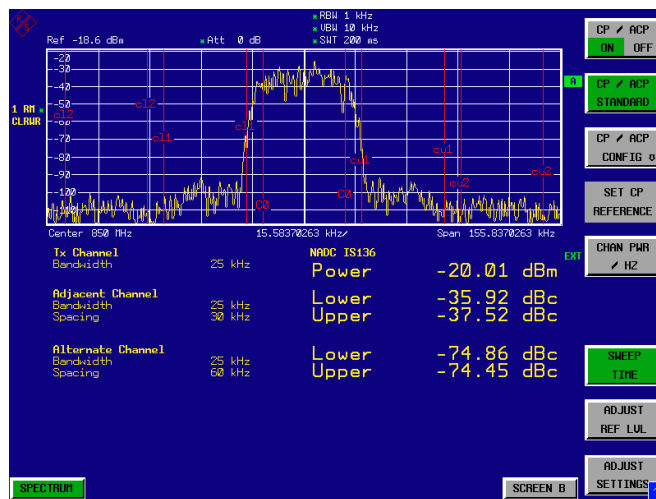 *RBW 1 kHz
*VBW 10 kHz
Ref -18.6 dBm *Att 0 dB *SWT 200 ms
-20
-30
-40
-50
-60
-70
-80
-90
-100
-110
1 RM *
CLRWR
A
cl2
cl2
cl1
cl1
C0
C0
cu1
cu1
cu2
cu2
Center 850 MHz 15.58370263 kHz/ Span 155.8370263 kHz
Tx Channel NADC IS136 EXT
Bandwidth 25 kHz Power -20.01 dBm
Adjacent Channel Lower -35.92 dBc
Bandwidth 25 kHz Upper -37.52 dBc
Spacing 30 kHz
Alternate Channel Lower -74.86 dBc
Bandwidth 25 kHz Upper -74.45 dBc
Spacing 60 kHz
CP / ACP
ON OFF
CP / ACP
STANDARD
CP / ACP
CONFIG
SET CP
REFERENCE
CHAN PWR
/ HZ
SWEEP
TIME
ADJUST
REF LVL
ADJUST
SETTINGS
SPECTRUM SCREEN B